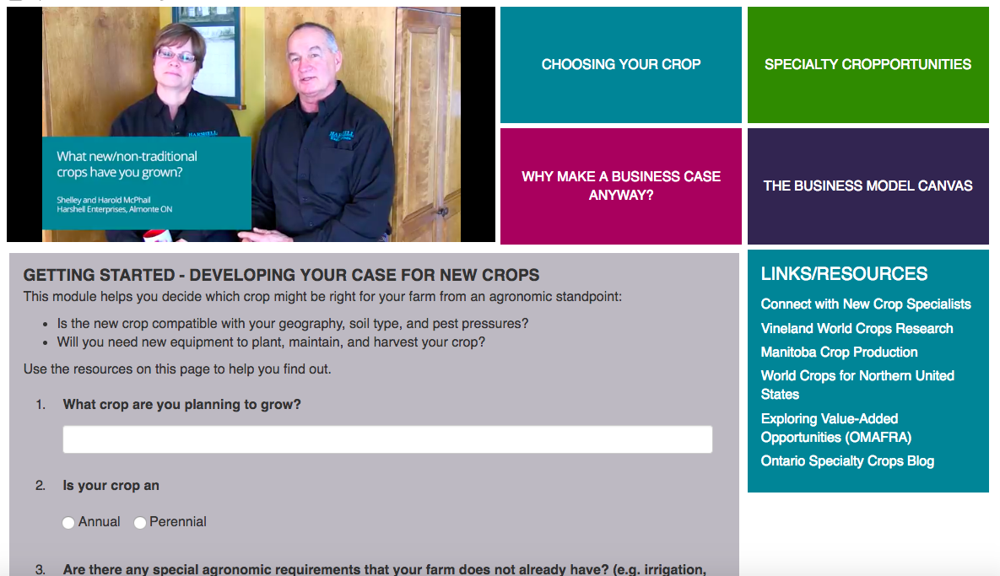 HARSHELL
What new/non-traditional
crops have you grown?
Shelley and Harold McPhail
Harshell Enterprises, Almonte ON
CHOOSING YOUR CROP
SPECIALTY CROPPORTUNITIES
WHY MAKE A BUSINESS CASE
ANYWAY?
THE BUSINESS MODEL CANVAS
GETTING STARTED - DEVELOPING YOUR CASE FOR NEW CROPS
This module helps you decide which crop might be right for your farm from an agronomic standpoint:
• Is the new crop compatible with your geography, soil type, and pest pressures?
• Will you need new equipment to plant, maintain, and harvest your crop?
Use the resources on this page to help you find out.
1. What crop are you planning to grow?
2. Is your crop an
Annual Perennial
3. Are there any special agronomic requirements that your farm does not already have? (e.g. irrigation,
LINKS/RESOURCES
Connect with New Crop Specialists
Vineland World Crops Research
Manitoba Crop Production
World Crops for Northern United
States
Exploring Value-Added
Opportunities (OMAFRA)
Ontario Specialty Crops Blog